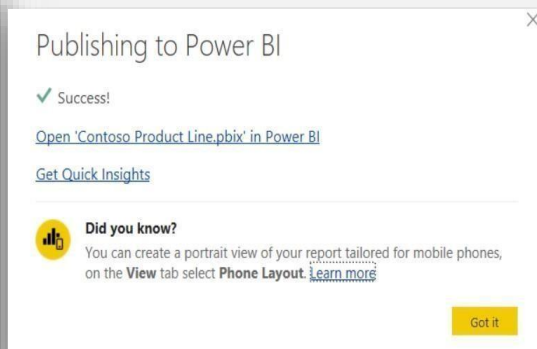 Publishing to Power BI
Success!
Open 'Contoso Product Line.pbix' in Power BI
Get Quick Insights
Did you know?
You can create a portrait view of your report tailored for mobile phones,
on the View tab select Phone Layout. Learn more
Got it